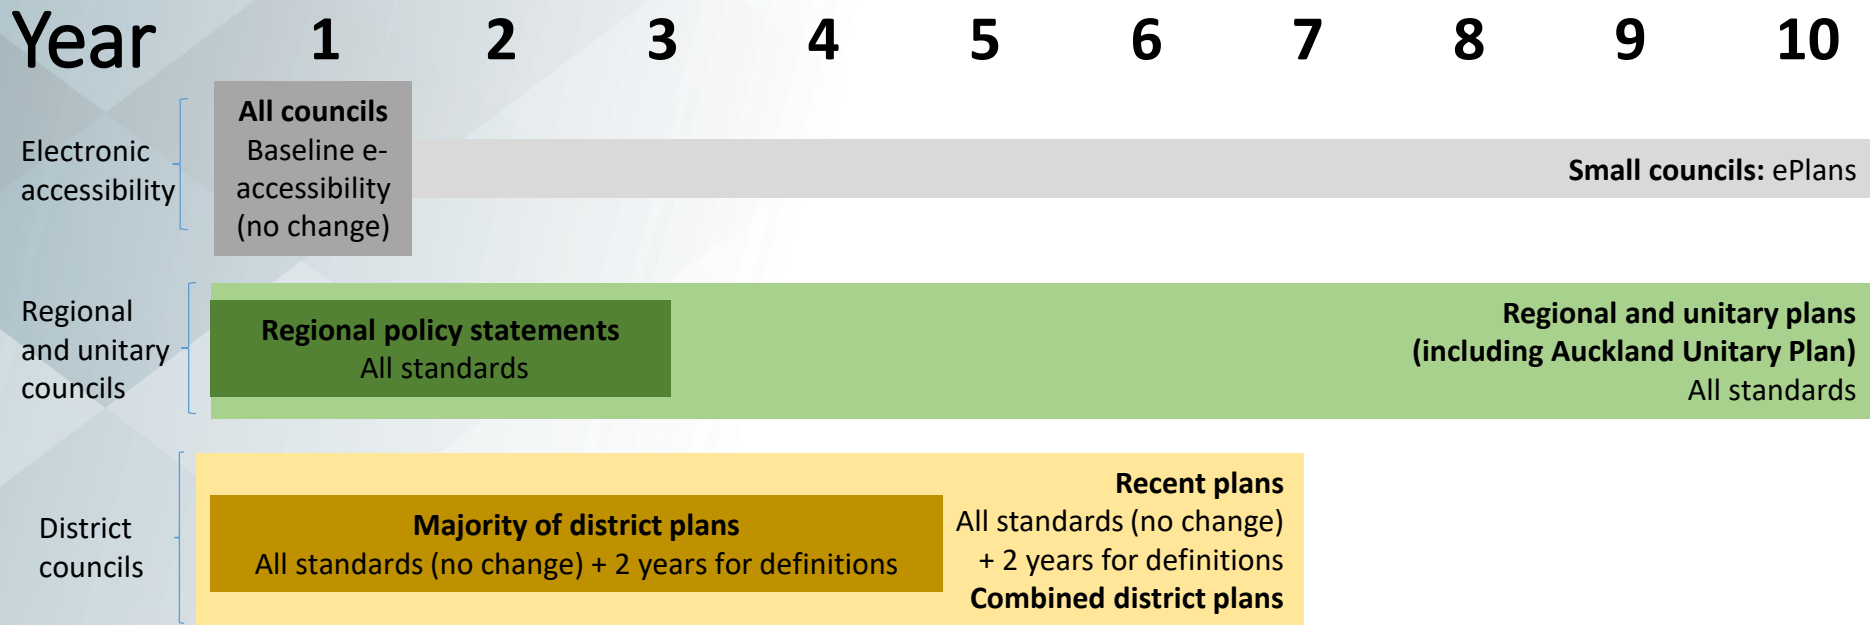 Year 1 2 3 4 5 6 7 8 9 10
Electronic
accessibility
All councils
Baseline e-
accessibility
(no change)
Small councils: ePlans
Regional
and unitary
councils
Regional policy statements
All standards
Regional and unitary plans
(including Auckland Unitary Plan)
All standards
District
councils
Majority of district plans
All standards (no change) + 2 years for definitions
Recent plans
All standards (no change)
+ 2 years for definitions
Combined district plans